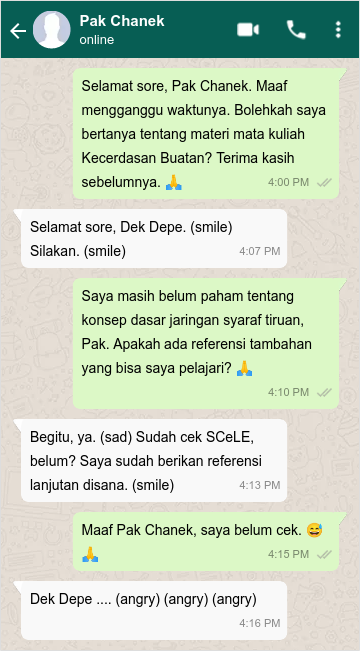 Pak Chanek
online
Selamat sore, Pak Chanek. Maaf
mengganggu waktunya. Bolehkah saya
bertanya tentang materi mata kuliah
Kecerdasan Buatan? Terima kasih
sebelumnya. 🙏 4:00 PM
Selamat sore, Dek Depe. (smile)
Silakan. (smile) 4:07 PM
Saya masih belum paham tentang
konsep dasar jaringan syaraf tiruan,
Pak. Apakah ada referensi tambahan
yang bisa saya pelajari? 🙏
4:10 PM
Begitu, ya. (sad) Sudah cek SCeLE,
belum? Saya sudah berikan referensi
lanjutan disana. (smile) 4:13 PM
Maaf Pak Chanek, saya belum cek. 😅
🙏 4:15 PM
Dek Depe .... (angry) (angry) (angry)
4:16 PM